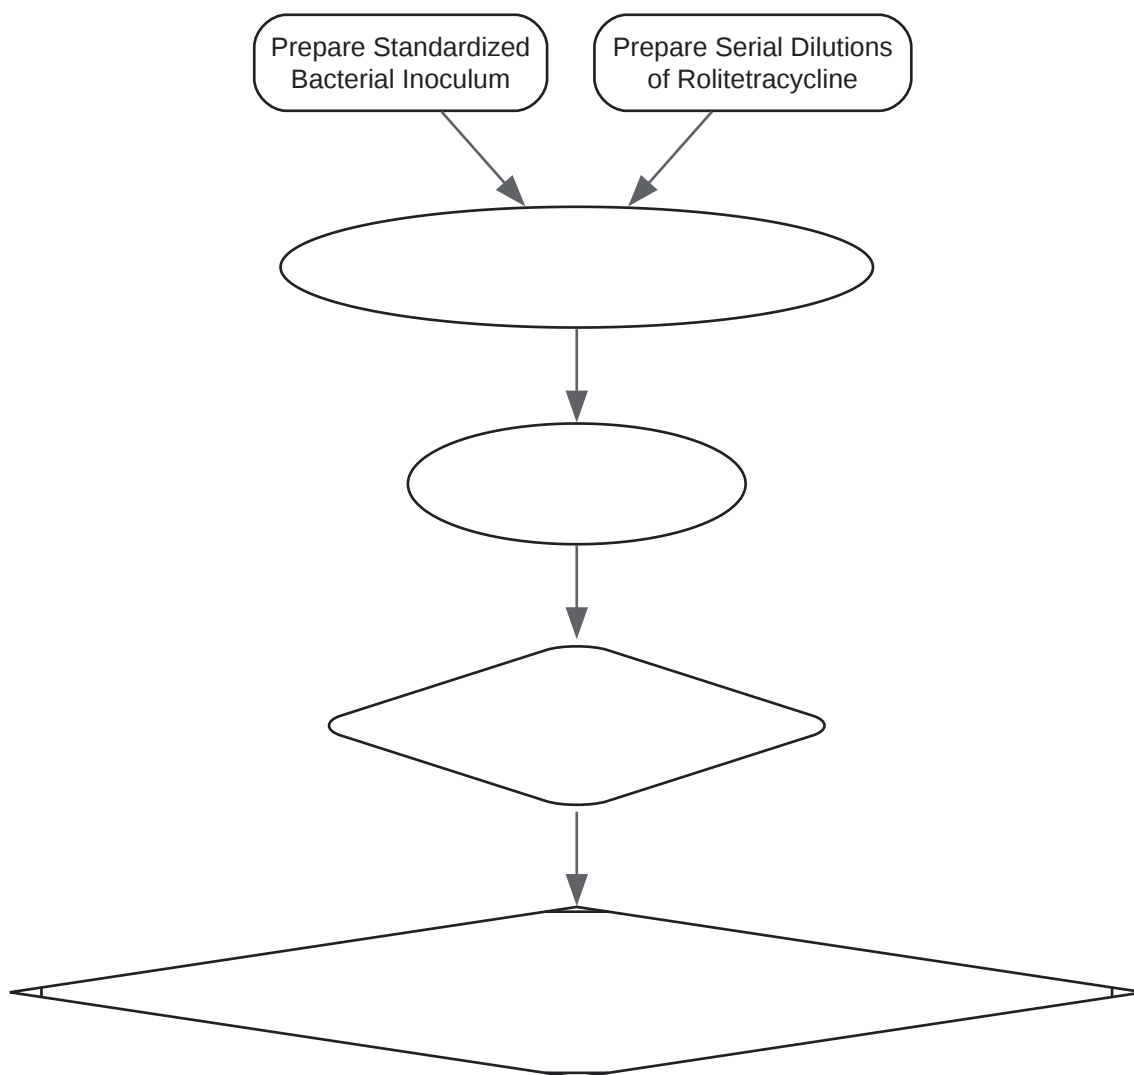 Prepare Standardized
Bacterial Inoculum
Prepare Serial Dilutions
of Rolitetracycline